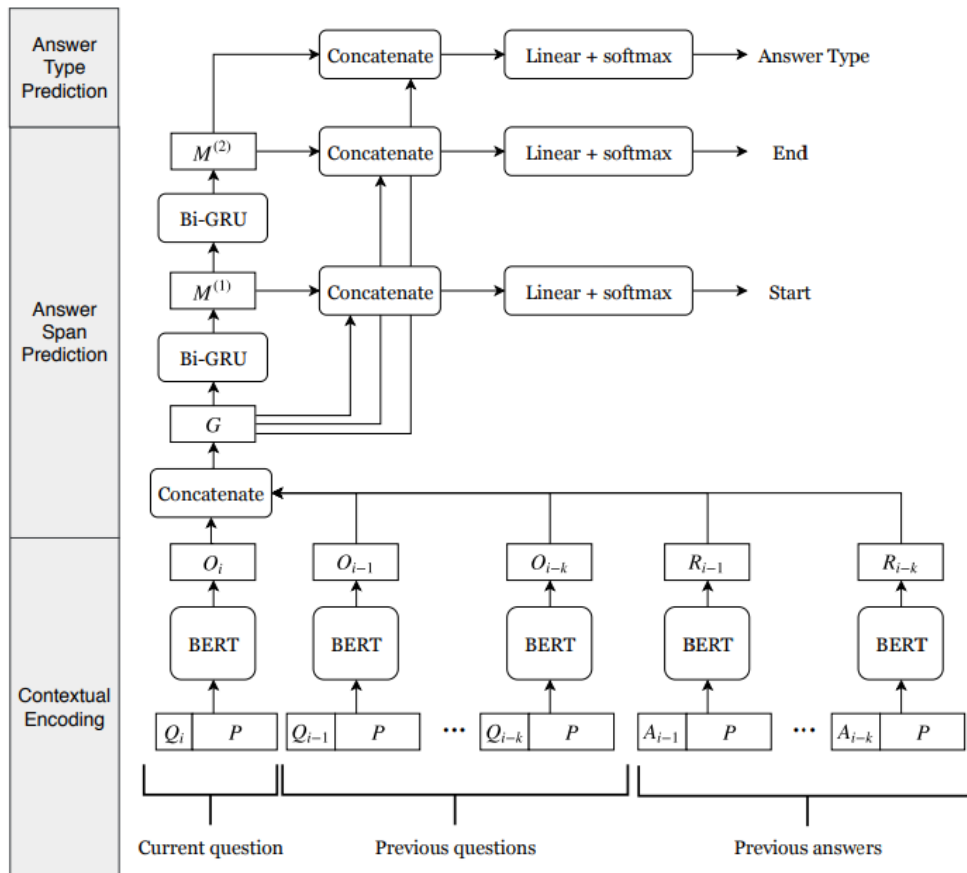 Answer
Type
Prediction
Concatenate
Linear + softmax
Answer Type
M^{(2)}
Concatenate
Linear + softmax
End
Bi-GRU
Answer
Span
Prediction
M^{(1)}
Concatenate
Linear + softmax
Start
Bi-GRU
G
Concatenate
Contextual
Encoding
O_i
O_{i−1}
O_{i−k}
R_{i−1}
R_{i−k}
BERT
BERT
BERT
BERT
BERT
Q_i P
Q_{i−1} P
...
Q_{i−k} P
A_{i−1} P
...
A_{i−k} P
Current question
Previous questions
Previous answers